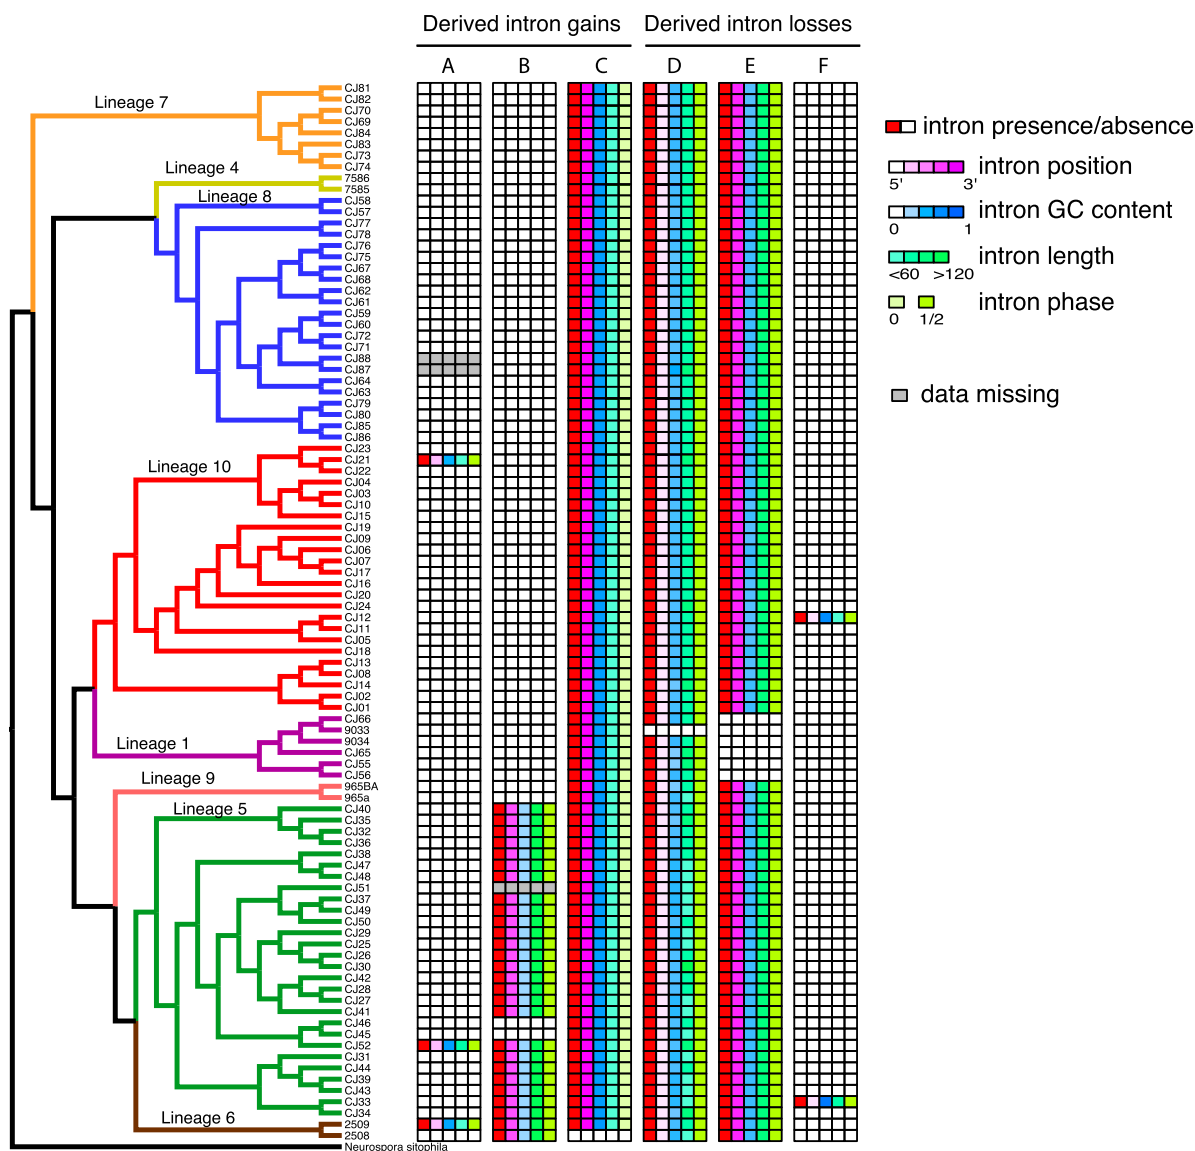 Derived intron gains
Derived intron losses
A B C D E F
Lineage 7
CJ81
CJ82
CJ70
CJ69
CJ84
CJ83
CJ73
CJ74
Lineage 4
7586
7585
Lineage 8
CJ58
CJ57
CJ77
CJ78
CJ76
CJ75
CJ67
CJ68
CJ62
CJ61
CJ59
CJ60
CJ72
CJ71
CJ88
CJ87
CJ64
CJ63
CJ79
CJ80
CJ85
CJ86
Lineage 10
CJ23
CJ21
CJ22
CJ04
CJ03
CJ10
CJ15
CJ19
CJ09
CJ06
CJ07
CJ17
CJ16
CJ20
CJ24
CJ12
CJ11
CJ05
CJ18
CJ13
CJ08
CJ14
CJ02
CJ01
Lineage 1
CJ66
9033
9034
CJ65
CJ55
CJ56
Lineage 9
965BA
965a
Lineage 5
CJ40
CJ35
CJ32
CJ36
CJ38
CJ47
CJ48
CJ51
CJ37
CJ49
CJ50
CJ29
CJ25
CJ26
CJ30
CJ42
CJ28
CJ27
CJ41
CJ46
CJ45
CJ52
CJ31
CJ44
CJ39
CJ43
CJ33
CJ34
Lineage 6
2509
2508
Neurospora sitophila
intron presence/absence
intron position
5' 3'
intron GC content
0 1
intron length
<60 >120
intron phase
0 1/2
data missing